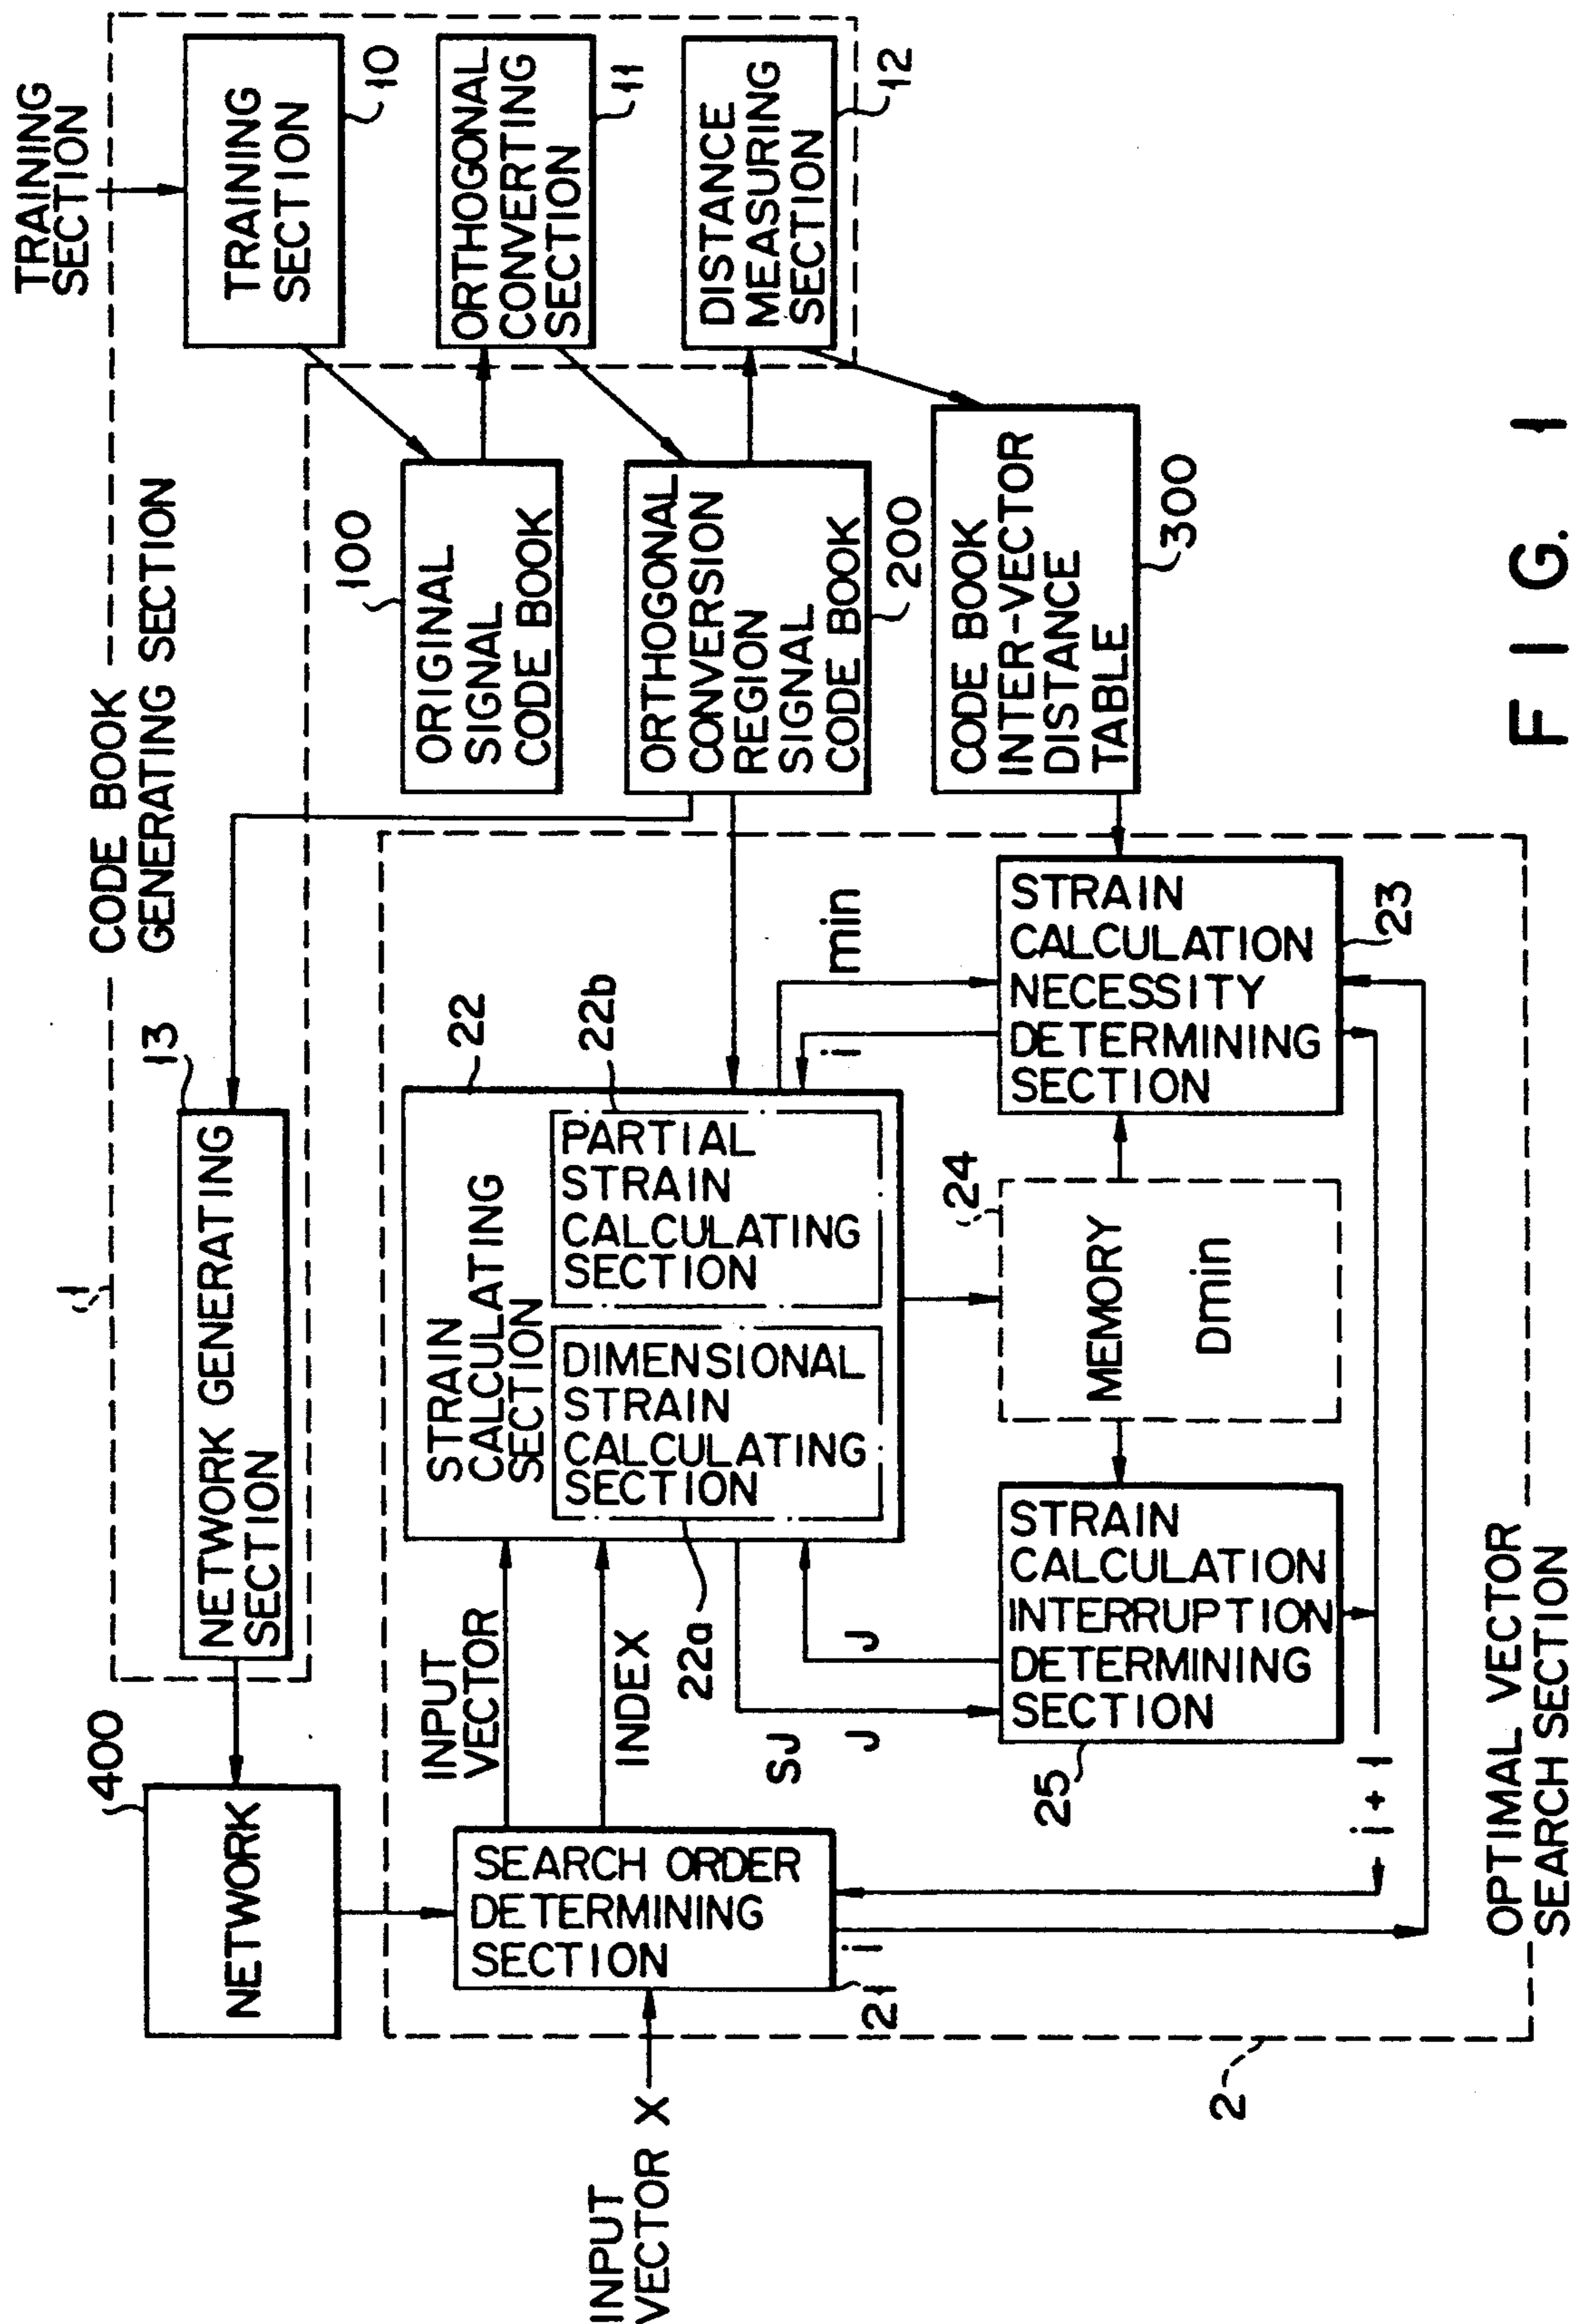 TRAINING
SECTION
CODE BOOK
GENERATING SECTION
1
TRAINING
SECTION
10
ORTHOGONAL
CONVERTING
SECTION
11
DISTANCE
MEASURING
SECTION
12
13
NETWORK GENERATING
SECTION
100
ORIGINAL
SIGNAL
CODE BOOK
ORTHOGONAL
CONVERSION
REGION
SIGNAL
CODE BOOK
200
CODE BOOK
INTER-VECTOR
DISTANCE
TABLE
300
400
NETWORK
INPUT
VECTOR X
SEARCH ORDER
DETERMINING
SECTION
21
i
INPUT
VECTOR
INDEX
22
STRAIN
CALCULATING
SECTION
22a
DIMENSIONAL
STRAIN
CALCULATING
SECTION
22b
PARTIAL
STRAIN
CALCULATING
SECTION
SJ
J
J
i
min
25
STRAIN
CALCULATION
INTERRUPTION
DETERMINING
SECTION
24
MEMORY
Dmin
STRAIN
CALCULATION
NECESSITY
DETERMINING
SECTION
23
i + 1
2
OPTIMAL VECTOR
SEARCH SECTION
FIG. 1